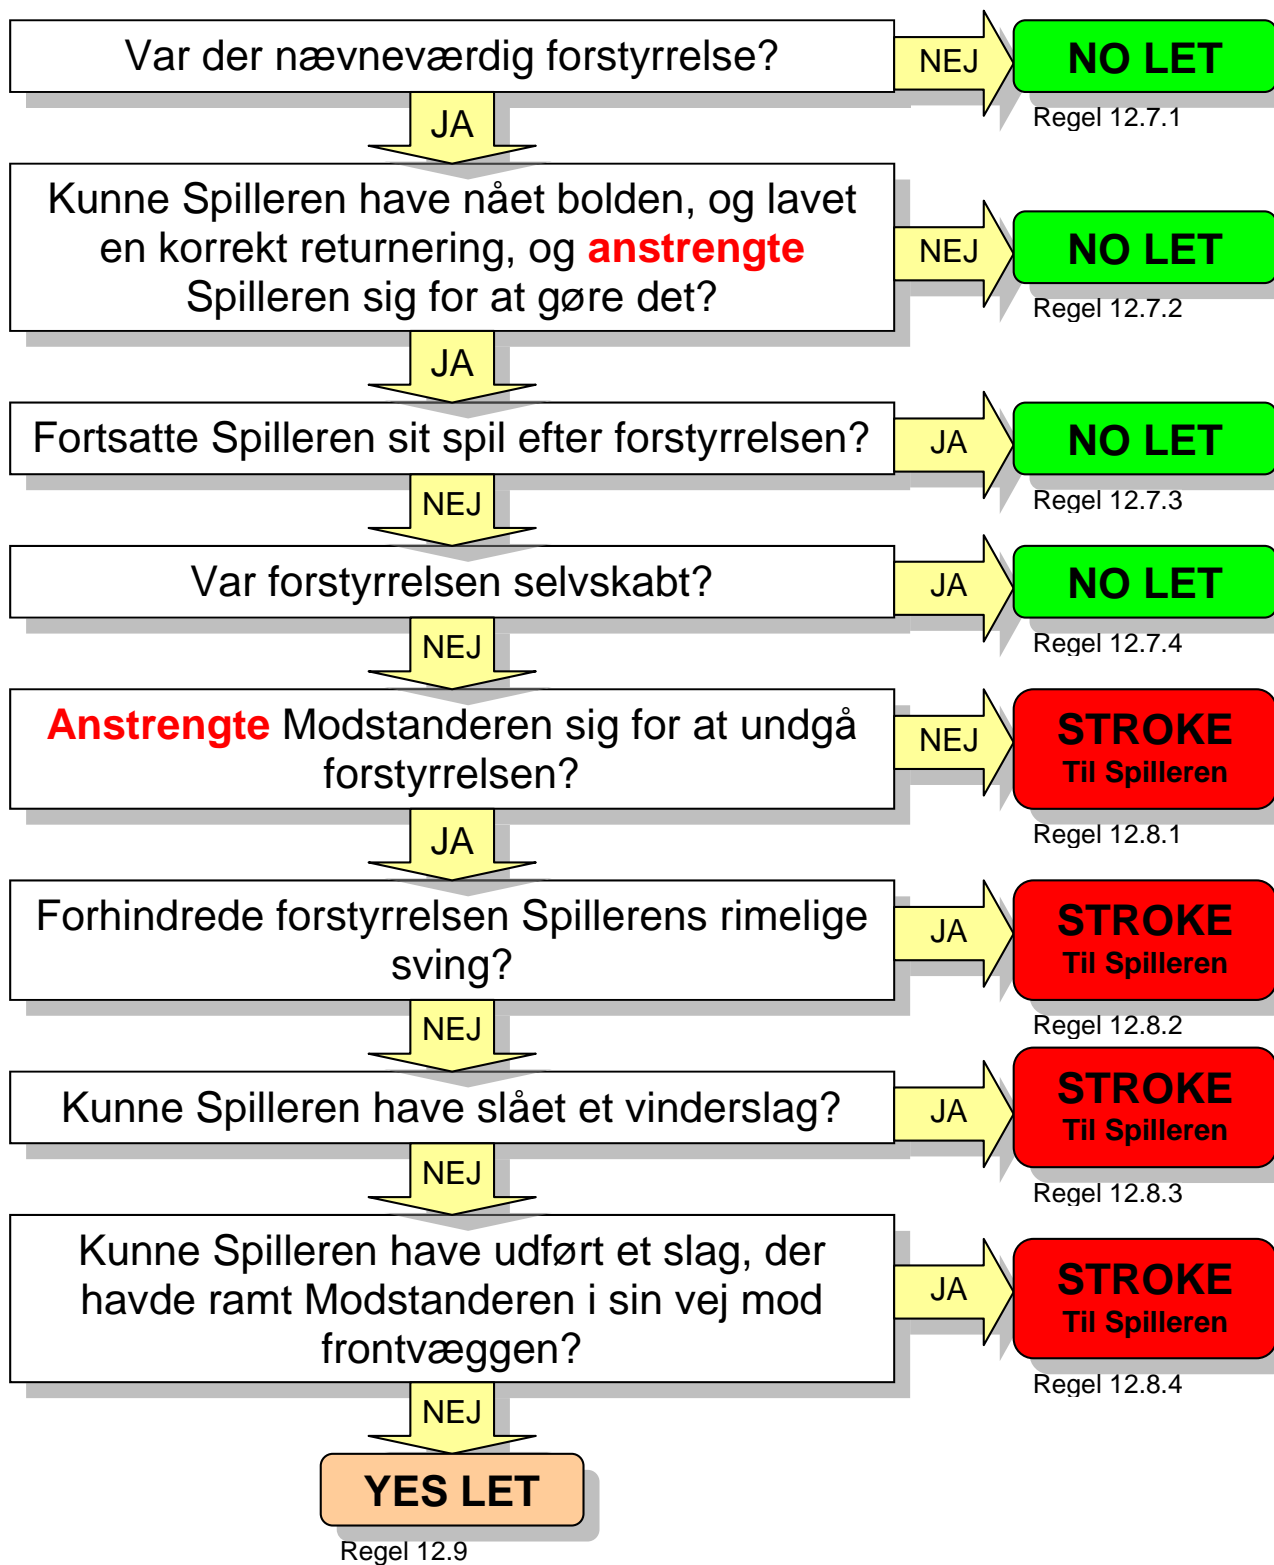 Var der nævneværdig forstyrrelse?
NEJ
NO LET
Regel 12.7.1
JA
Kunne Spilleren have nået bolden, og lavet
en korrekt returnering, og anstrengte
Spilleren sig for at gøre det?
NEJ
NO LET
Regel 12.7.2
JA
Fortsatte Spilleren sit spil efter forstyrrelsen?
JA
NO LET
Regel 12.7.3
NEJ
Var forstyrrelsen selvskabt?
JA
NO LET
Regel 12.7.4
NEJ
Anstrengte Modstanderen sig for at undgå
forstyrrelsen?
NEJ
STROKE
Til Spilleren
Regel 12.8.1
JA
Forhindrede forstyrrelsen Spillerens rimelige
sving?
JA
STROKE
Til Spilleren
Regel 12.8.2
NEJ
Kunne Spilleren have slået et vinderslag?
JA
STROKE
Til Spilleren
Regel 12.8.3
NEJ
Kunne Spilleren have udført et slag, der
havde ramt Modstanderen i sin vej mod
frontvæggen?
JA
STROKE
Til Spilleren
Regel 12.8.4
NEJ
YES LET
Regel 12.9